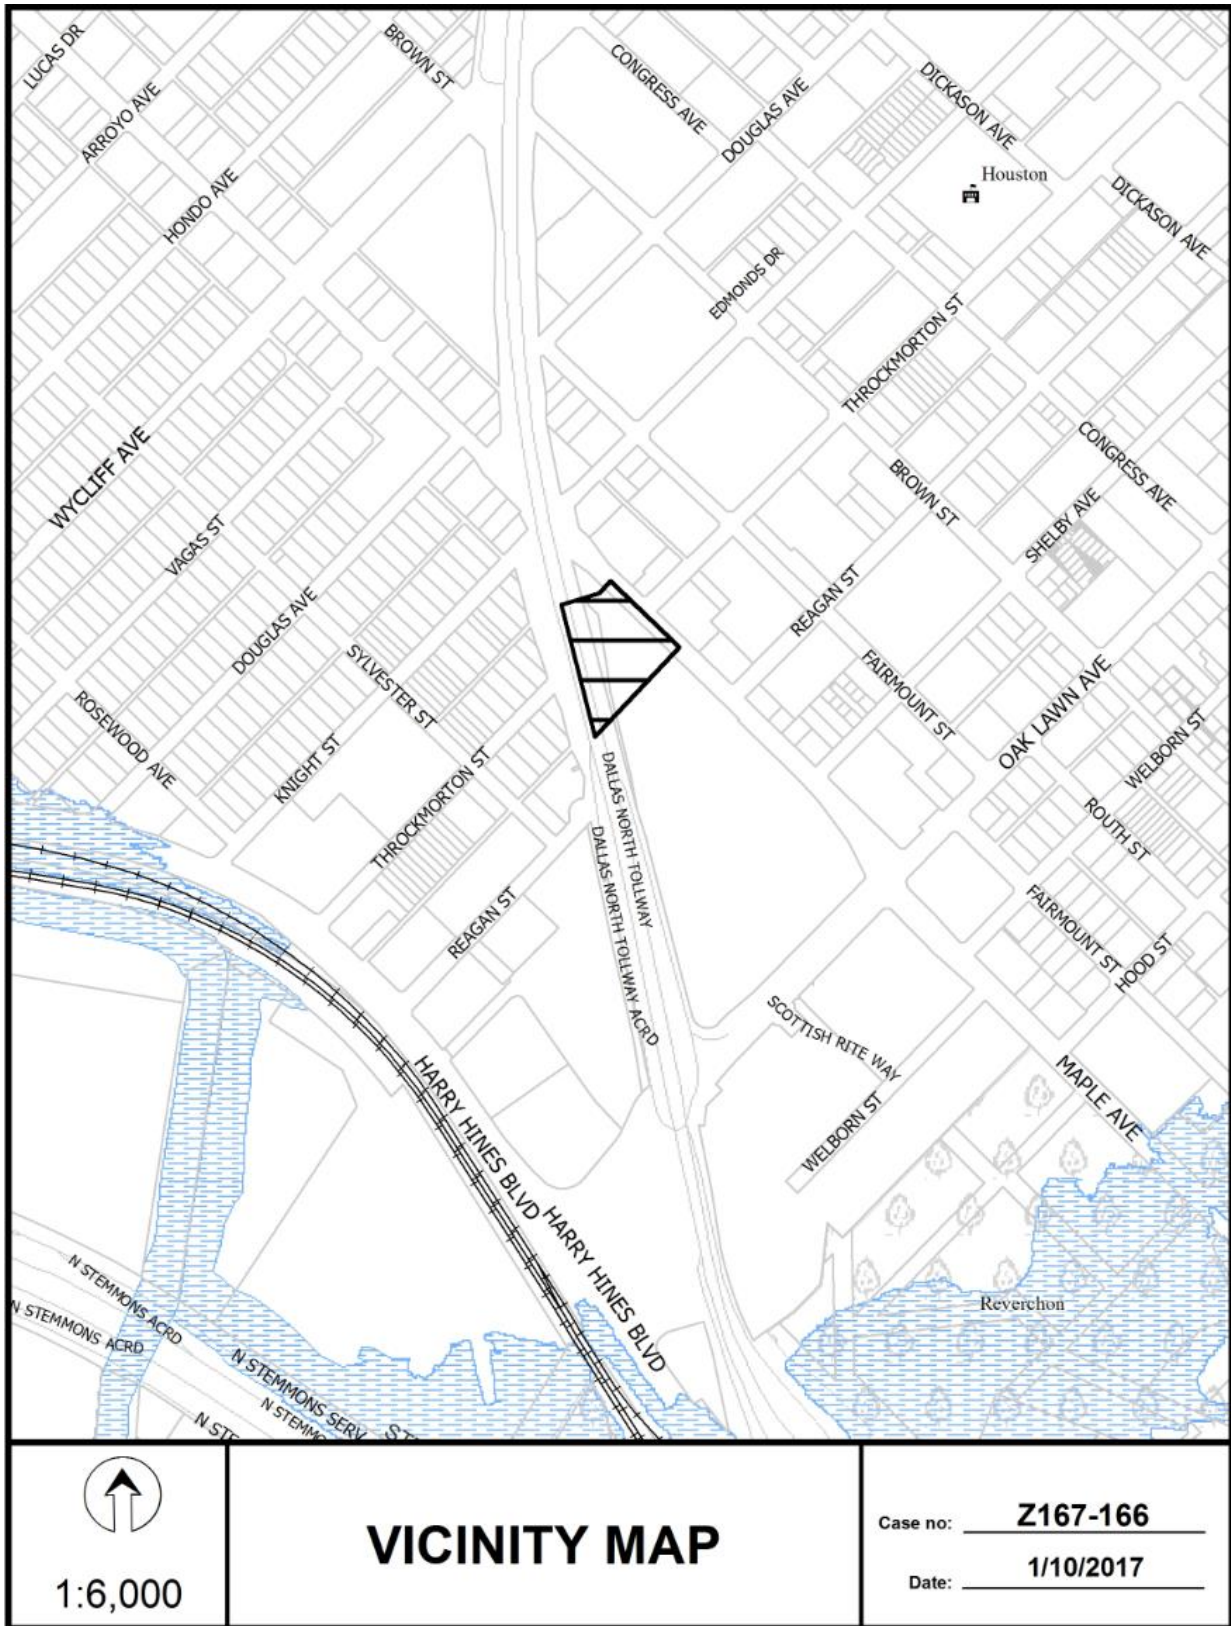 LUCAS DR
BROWN ST
CONGRESS AVE
DICKASON AVE
ARROYO AVE
DOUGLAS AVE
Houston
HONDO AVE
DICKASON AVE
EDMONDS DR
THROCKMORTON ST
WYCLIFF AVE
CONGRESS AVE
BROWN ST
SHELBY AVE
VAGAS ST
REAGAN ST
DOUGLAS AVE
SYLVESTER ST
FAIRMOUNT ST
OAK LAWN AVE
ROSEWOOD AVE
WELBORN ST
KNIGHT ST
THROCKMORTON ST
DALLAS NORTH TOLLWAY
ROUTH ST
DALLAS NORTH TOLLWAY ACRD
REAGAN ST
FAIRMOUNT ST
HOOD ST
SCOTTISH RITE WAY
MAPLE AVE
HARRY HINES BLVD
WELBORN ST
HARRY HINES BLVD
N STEMMONS ACRD
Reverchon
N STEMMONS ACRD
N STEMMONS SERV
VICINITY MAP
1:6,000
Case no: Z167-166
Date: 1/10/2017